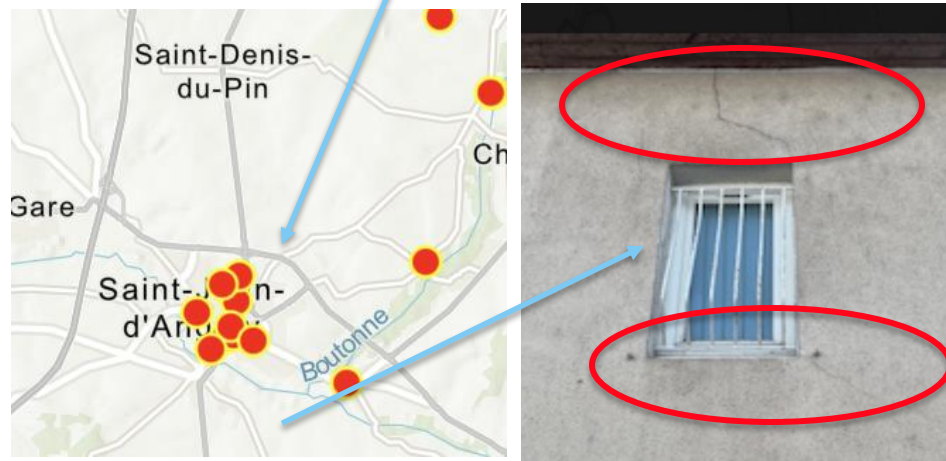 Saint-Denis-
du-Pin
Ch
Gare
Saint-J n-
d'An y
Boutonne